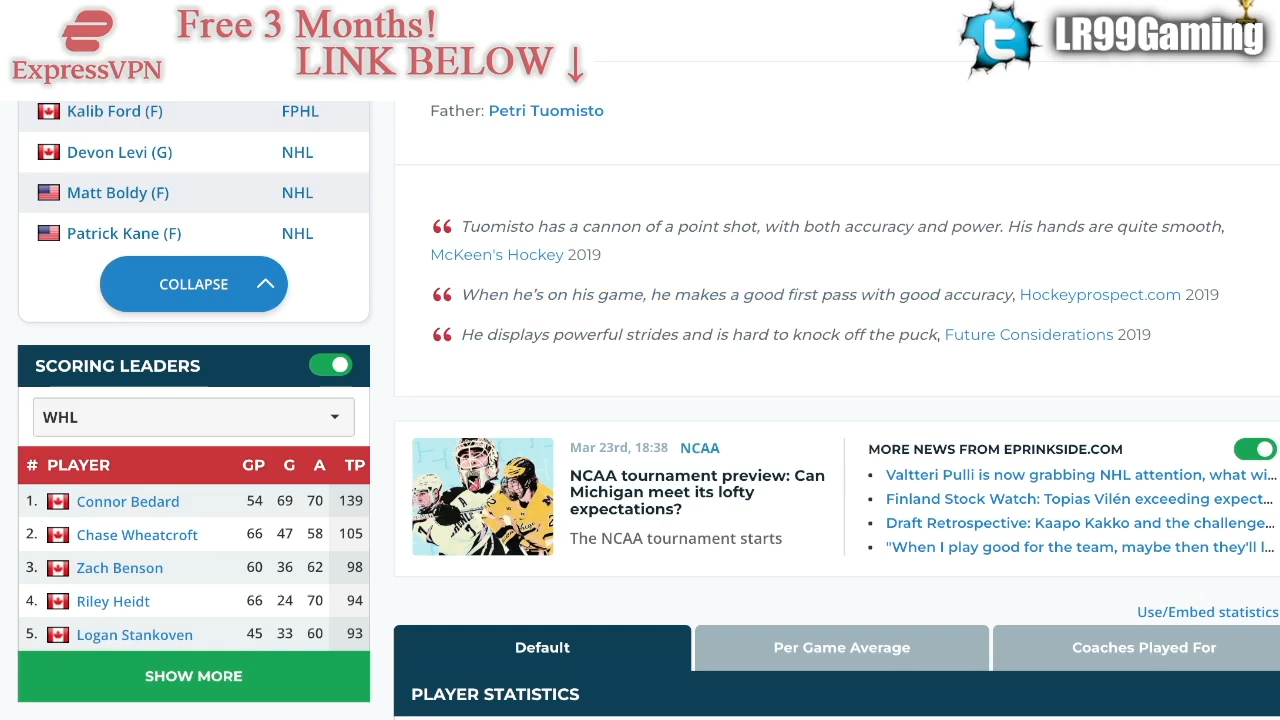 ExpressVPN
Free 3 Months!
LINK BELOW ↓
LR99Gaming
Kalib Ford (F) FPHL
Devon Levi (G) NHL
Matt Boldy (F) NHL
Patrick Kane (F) NHL
COLLAPSE
SCORING LEADERS
WHL
# PLAYER GP G A TP
1. Connor Bedard 54 69 70 139
2. Chase Wheatcroft 66 47 58 105
3. Zach Benson 60 36 62 98
4. Riley Heidt 66 24 70 94
5. Logan Stankoven 45 33 60 93
SHOW MORE
Father: Petri Tuomisto
“ Tuomisto has a cannon of a point shot, with both accuracy and power. His hands are quite smooth,
McKeen's Hockey 2019
“ When he’s on his game, he makes a good first pass with good accuracy, Hockeyprospect.com 2019
“ He displays powerful strides and is hard to knock off the puck, Future Considerations 2019
Mar 23rd, 18:38 NCAA
NCAA tournament preview: Can
Michigan meet its lofty
expectations?
The NCAA tournament starts
MORE NEWS FROM EPRINKSIDE.COM
• Valtteri Pulli is now grabbing NHL attention, what wi...
• Finland Stock Watch: Topias Vilén exceeding expect...
• Draft Retrospective: Kaapo Kakko and the challenge...
• "When I play good for the team, maybe then they'll l...
Use/Embed statistics
Default
Per Game Average
Coaches Played For
PLAYER STATISTICS